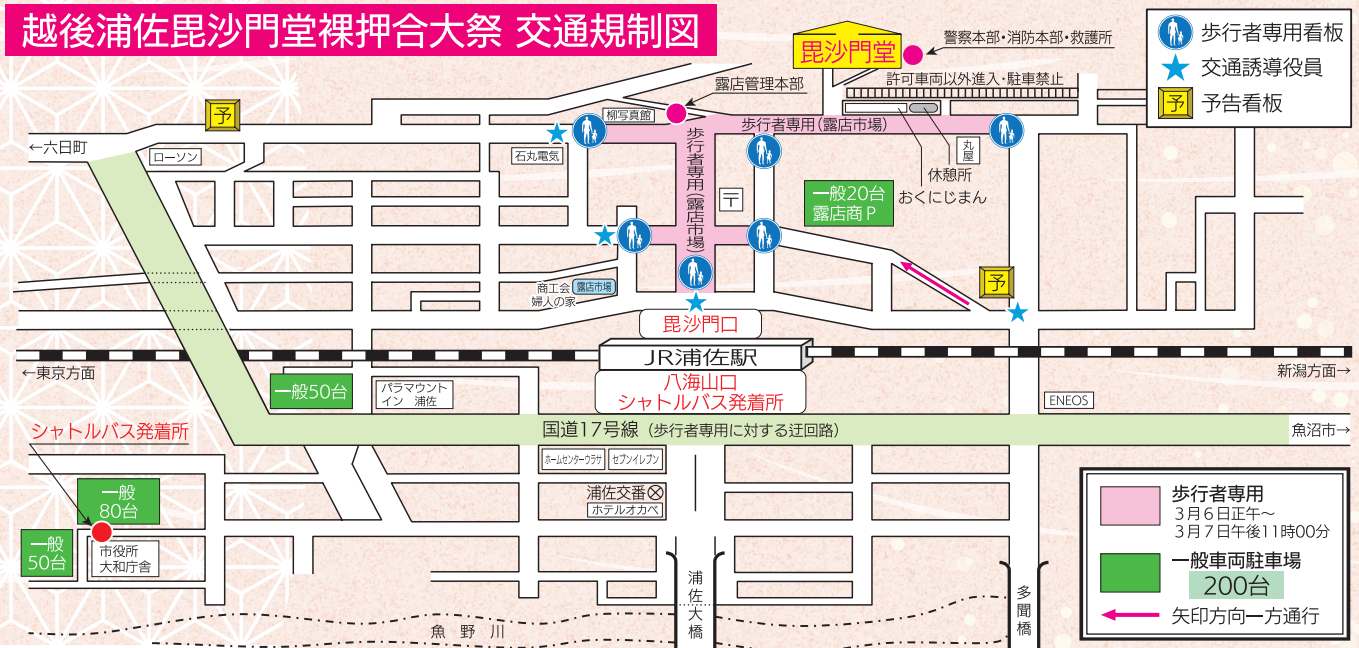 越後浦佐毘沙門堂裸押合大祭 交通規制図
歩行者専用看板
交通誘導役員
予
予告看板
毘沙門堂
警察本部・消防本部・救護所
許可車両以外進入・駐車禁止
露店管理本部
柳写真館
歩行者専用(露店市場)
歩行者専用(露店市場)
予
←六日町
ローソン
石丸電気
丸屋
休憩所
おくにじまん
〒
一般20台
露店商P
予
商工会
婦人の家
露店市場
毘沙門口
JR浦佐駅
八海山口
シャトルバス発着所
←東京方面
新潟方面→
一般50台
パラマウント
イン 浦佐
ENEOS
国道17号線(歩行者専用に対する迂回路)
魚沼市→
シャトルバス発着所
ホームセンターウラサ
セブンイレブン
浦佐交番
ホテルオカベ
一般
80台
一般
50台
市役所
大和庁舎
浦佐大橋
多聞橋
魚野川
歩行者専用
3月6日正午〜
3月7日午後11時00分
一般車両駐車場
200台
矢印方向一方通行